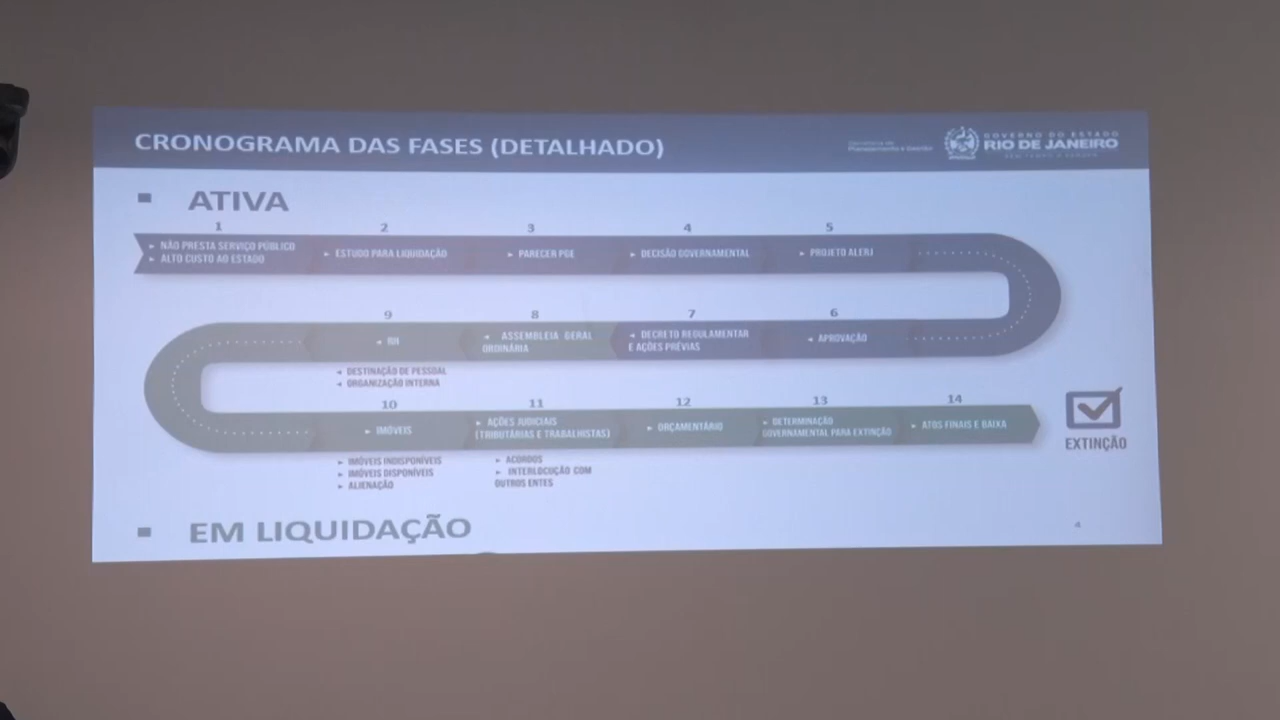 CRONOGRAMA DAS FASES (DETALHADO)
Planejamento e Gestão
GOVERNO DO ESTADO
RIO DE JANEIRO
ATIVA
1
2
3
4
5
NÃO PRESTA SERVIÇO PÚBLICO
ALTO CUSTO AO ESTADO
ESTUDO PARA LIQUIDAÇÃO
PARECER PGE
DECISÃO GOVERNAMENTAL
PROJETO ALERJ
9
8
7
6
RH
ASSEMBLEIA GERAL
ORDINÁRIA
DECRETO REGULAMENTAR
E AÇÕES PRÉVIAS
APROVAÇÃO
DESTINAÇÃO DE PESSOAL
ORGANIZAÇÃO INTERNA
10
11
12
13
14
IMÓVEIS
AÇÕES JUDICIAIS
(TRIBUTÁRIAS E TRABALHISTAS)
ORÇAMENTÁRIO
DETERMINAÇÃO
GOVERNAMENTAL PARA EXTINÇÃO
ATOS FINAIS E BAIXA
EXTINÇÃO
IMÓVEIS INDISPONÍVEIS
IMÓVEIS DISPONÍVEIS
ALIENAÇÃO
ACORDOS
INTERLOCUÇÃO COM
OUTROS ENTES
EM LIQUIDAÇÃO
4